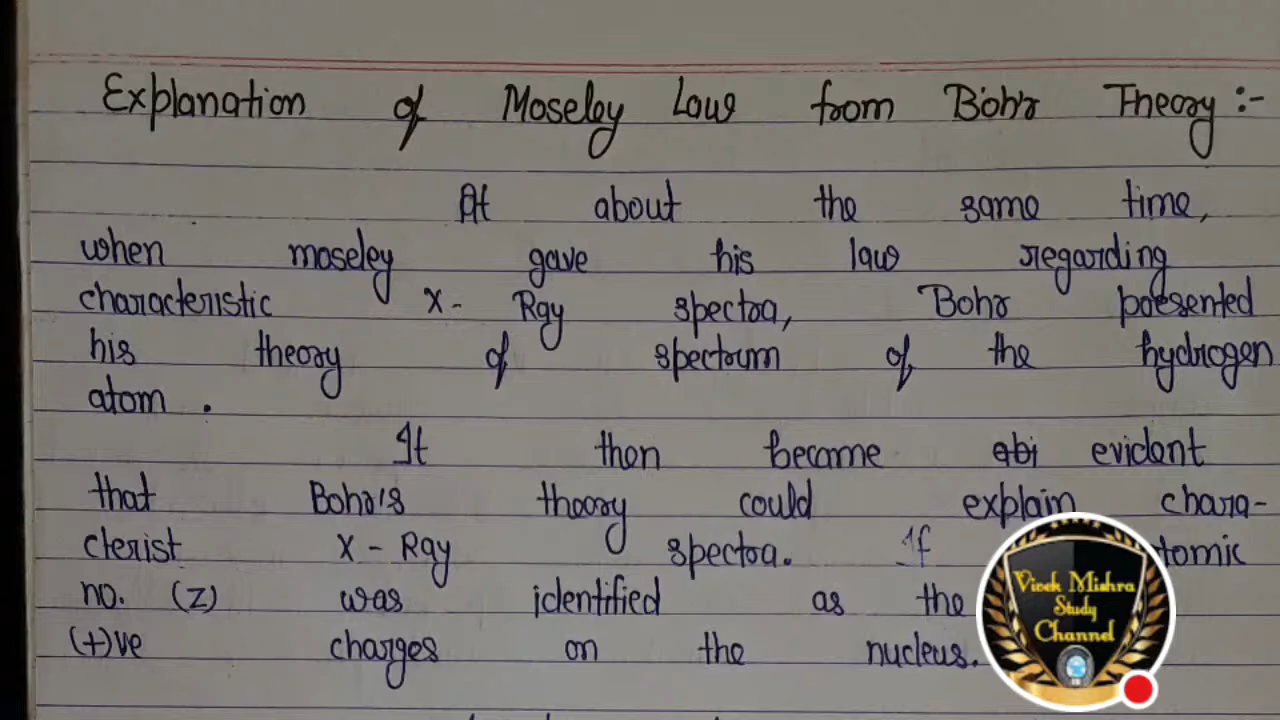 Explanation of Moseley Law from Bohr Theory :-
At about the same time,
when moseley gave his law regarding
characteristic X- Ray spectra, Bohr presented
his theory of spectrum of the hydrogen
atom .
It then became evident
that Bohr's theory could explain chara-
cterist X - Ray spectra. If tomic
no. (Z) was identified as the
(+)ve charges on the nucleus.
Vivek Mishra
Study
Channel